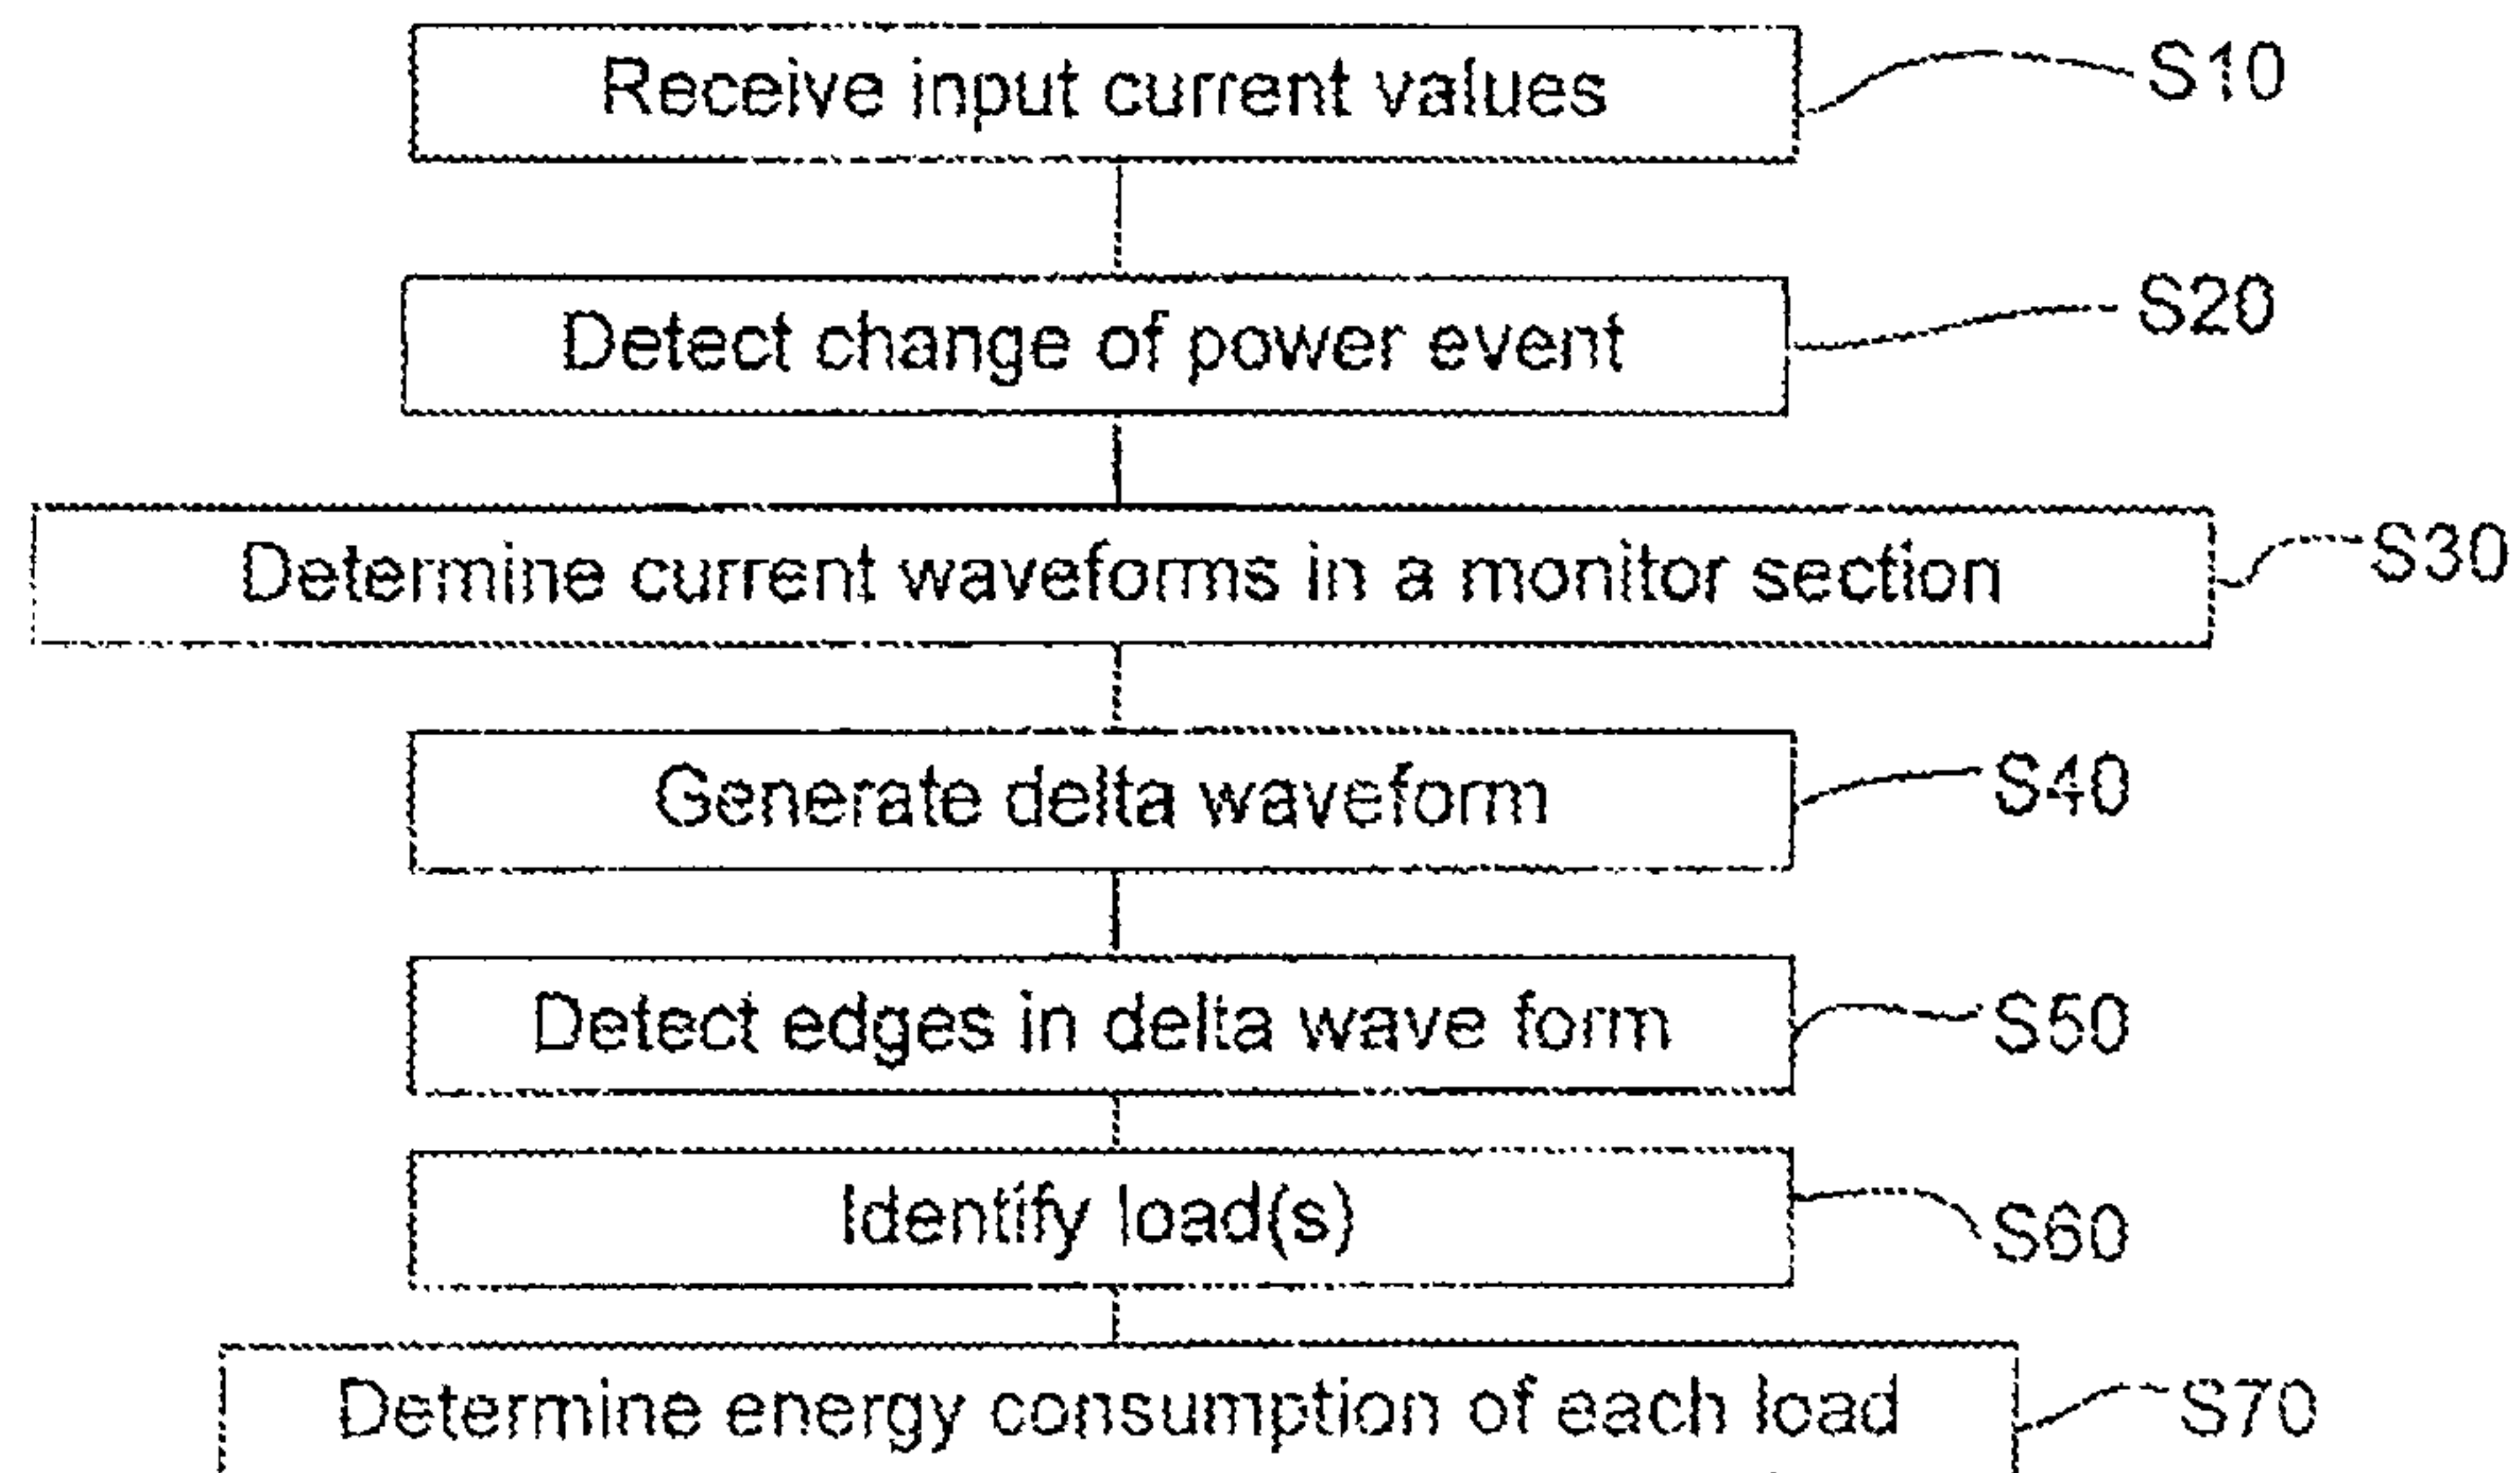 Receive input current values S10
Detect change of power event S20
Determine current waveforms in a monitor section S30
Generate delta waveform S40
Detect edges in delta wave form S50
Identify load(s) S60
Determine energy consumption of each load S70